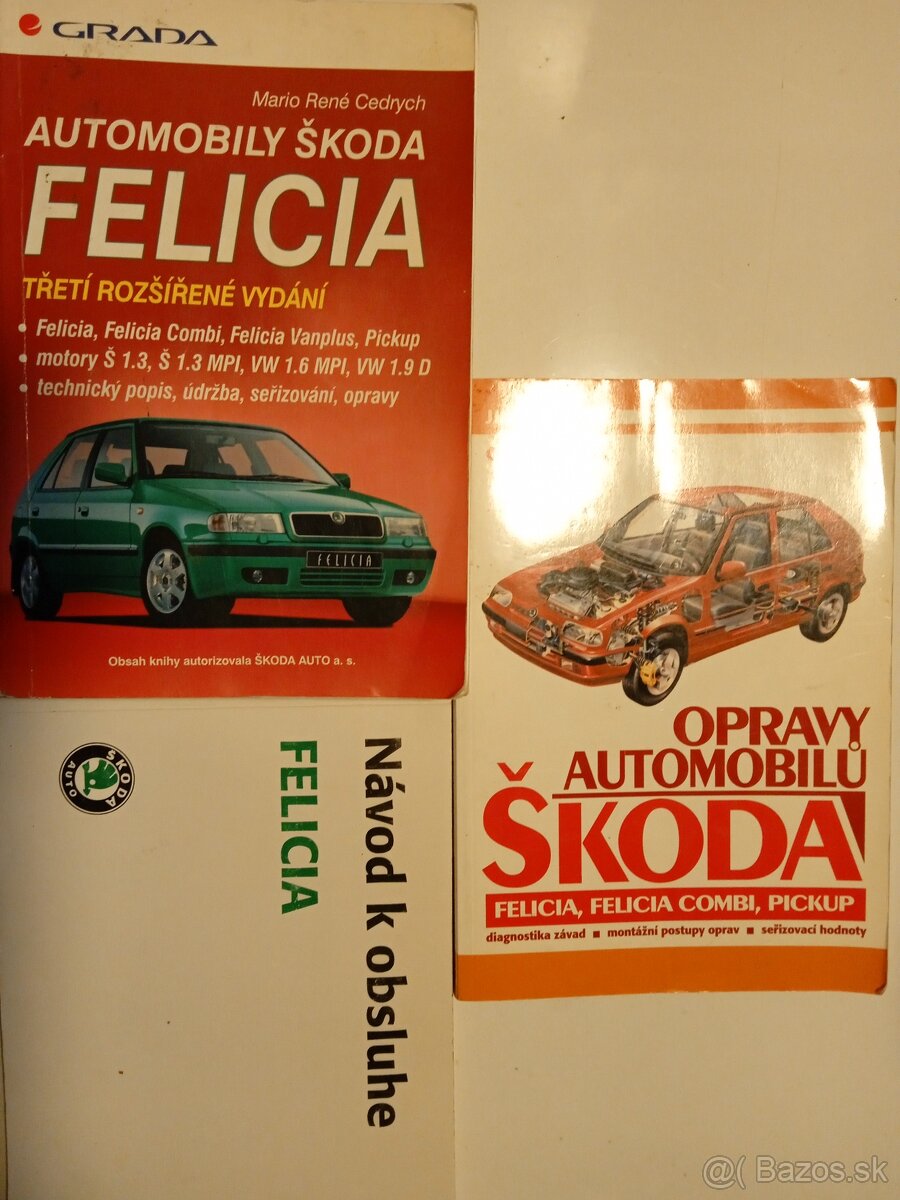 GRADA
Mario René Cedrych
AUTOMOBILY ŠKODA
FELICIA
TŘETÍ ROZŠÍŘENÉ VYDÁNÍ
• Felicia, Felicia Combi, Felicia Vanplus, Pickup
• motory Š 1.3, Š 1.3 MPI, VW 1.6 MPI, VW 1.9 D
• technický popis, údržba, seřizování, opravy
FELICIA
Obsah knihy autorizovala ŠKODA AUTO a. s.
OPRAVY
AUTOMOBILŮ
ŠKODA
FELICIA, FELICIA COMBI, PICKUP
diagnostika závad ■ montážní postupy oprav ■ seřizovací hodnoty
ŠKODA
AUTO
Návod k obsluhe
FELICIA
@( Bazos.sk